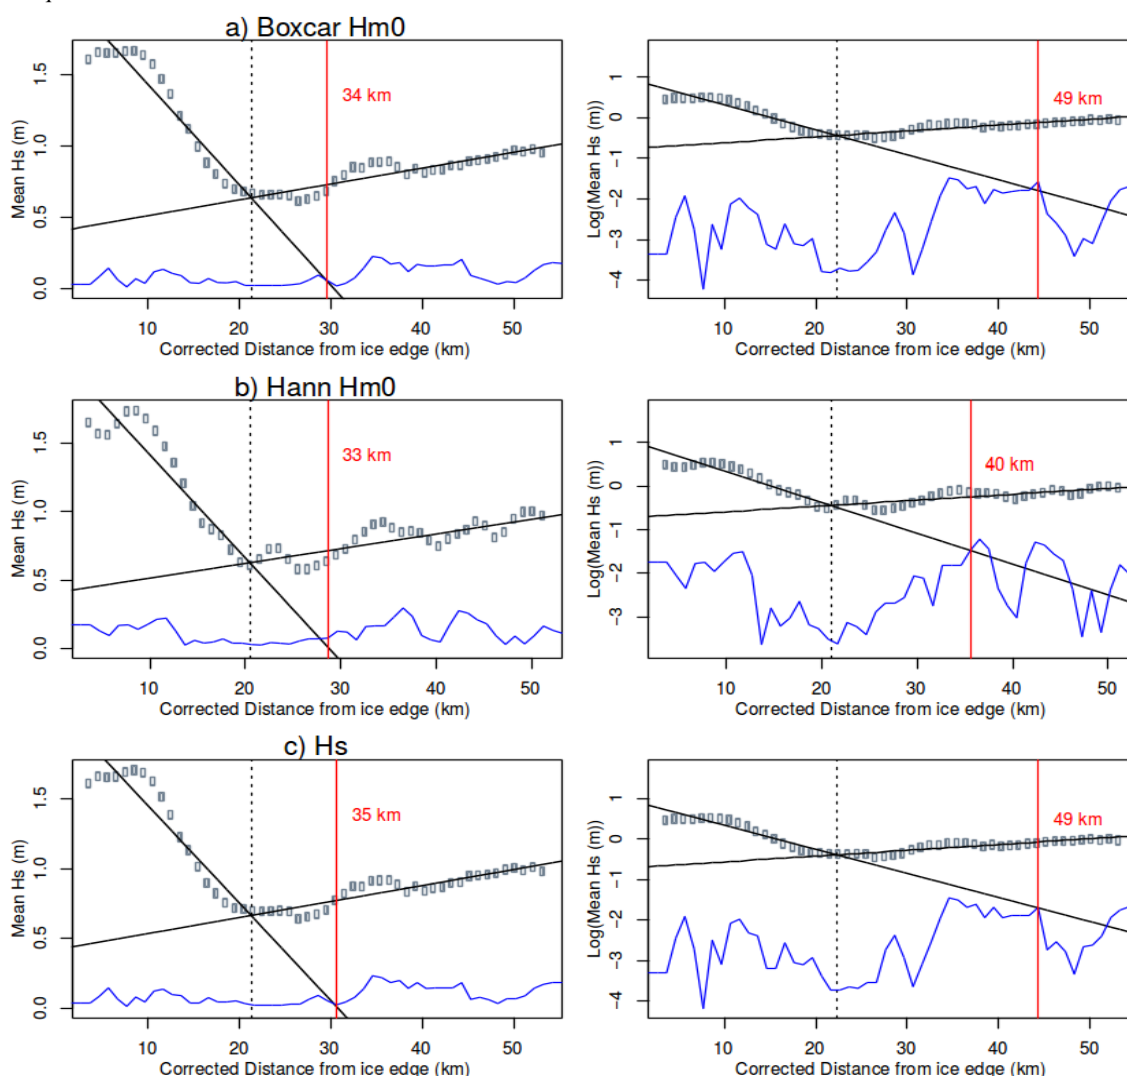 a) Boxcar Hm0
Mean Hs (m)
0.0 0.5 1.0 1.5
34 km
10 20 30 40 50
Corrected Distance from ice edge (km)
Log(Mean Hs (m))
−4 −3 −2 −1 0 1
49 km
10 20 30 40 50
Corrected Distance from ice edge (km)
b) Hann Hm0
Mean Hs (m)
0.0 0.5 1.0 1.5
33 km
10 20 30 40 50
Corrected Distance from ice edge (km)
Log(Mean Hs (m))
−3 −2 −1 0 1
40 km
10 20 30 40 50
Corrected Distance from ice edge (km)
c) Hs
Mean Hs (m)
0.0 0.5 1.0 1.5
35 km
10 20 30 40 50
Corrected Distance from ice edge (km)
Log(Mean Hs (m))
−4 −3 −2 −1 0 1
49 km
10 20 30 40 50
Corrected Distance from ice edge (km)